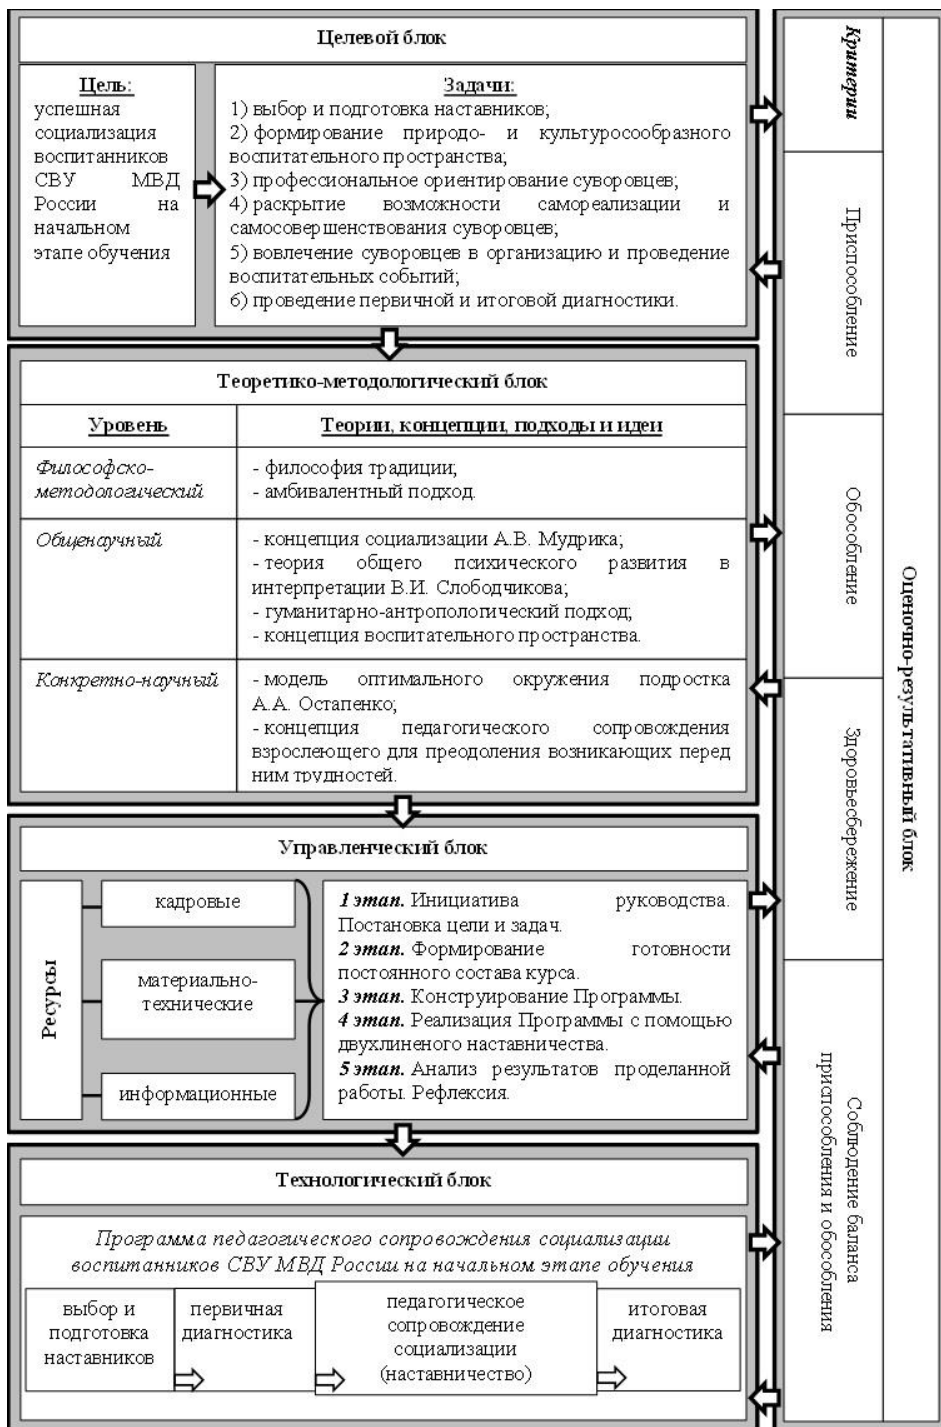 Целевой блок
Цель:
успешная
социализация
воспитанников
СВУ МВД
России на
начальном
этапе обучения
Задачи:
1) выбор и подготовка наставников;
2) формирование природо- и культуросообразного
воспитательного пространства;
3) профессиональное ориентирование суворовцев;
4) раскрытие возможности самореализации и
самосовершенствования суворовцев;
5) вовлечение суворовцев в организацию и проведение
воспитательных событий;
6) проведение первичной и итоговой диагностики.
Теоретико-методологический блок
Уровень
Теории, концепции, подходы и идеи
Философско-
методологический
- философия традиции;
- амбивалентный подход.
Общенаучный
- концепция социализации А.В. Мудрика;
- теория общего психического развития в
интерпретации В.И. Слободчикова;
- гуманитарно-антропологический подход;
- концепция воспитательного пространства.
Конкретно-научный
- модель оптимального окружения подростка
А.А. Остапенко;
- концепция педагогического сопровождения
взрослеющего для преодоления возникающих перед
ним трудностей.
Управленческий блок
Ресурсы
кадровые
материально-
технические
информационные
1 этап. Инициатива руководства.
Постановка цели и задач.
2 этап. Формирование готовности
постоянного состава курса.
3 этап. Конструирование Программы.
4 этап. Реализация Программы с помощью
двухлиненого наставничества.
5 этап. Анализ результатов проделанной
работы. Рефлексия.
Технологический блок
Программа педагогического сопровождения социализации
воспитанников СВУ МВД России на начальном этапе обучения
выбор и
подготовка
наставников
первичная
диагностика
педагогическое
сопровождение
социализации
(наставничество)
итоговая
диагностика
Оценочно-результативный блок
Критерии
Приспособление
Обособление
Здоровьесбережение
Соблюдение баланса
приспособления и обособления